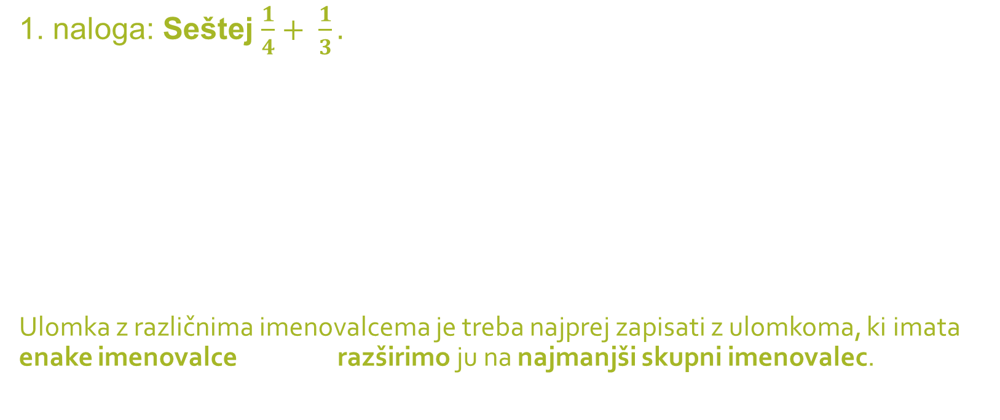 1. naloga: Seštej 1/4 + 1/3.
Ulomka z različnima imenovalcema je treba najprej zapisati z ulomkoma, ki imata
enake imenovalce razširimo ju na najmanjši skupni imenovalec.